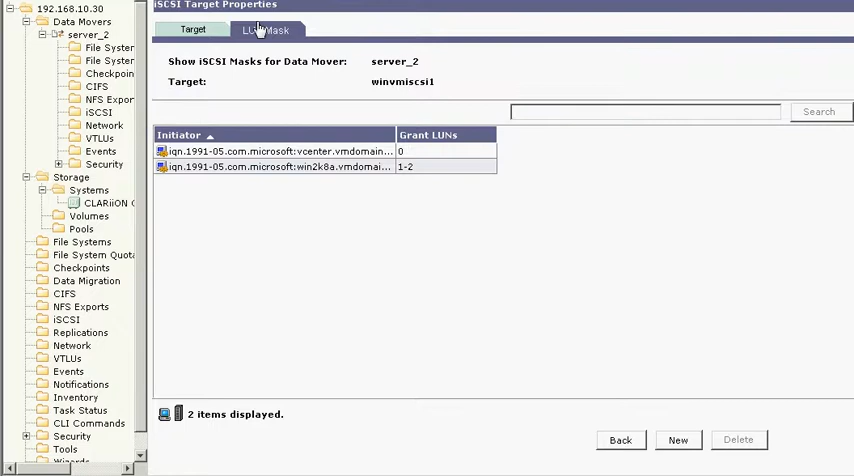 192.168.10.30
Data Movers
server_2
File System
File System
Checkpoin
CIFS
NFS Export
iSCSI
Network
VTLUs
Events
Security
Storage
Systems
CLARiiON
Volumes
Pools
File Systems
File System Quota
Checkpoints
Data Migration
CIFS
NFS Exports
iSCSI
Replications
Network
VTLUs
Events
Notifications
Inventory
Task Status
CLI Commands
Security
Tools
Wizards
iSCSI Target Properties
Target
LUN Mask
Show iSCSI Masks for Data Mover: server_2
Target: winvmiscsi1
Search
Initiator Grant LUNs
iqn.1991-05.com.microsoft:vcenter.vmdomain... 0
iqn.1991-05.com.microsoft:win2k8a.vmdomai... 1-2
2 items displayed.
Back New Delete